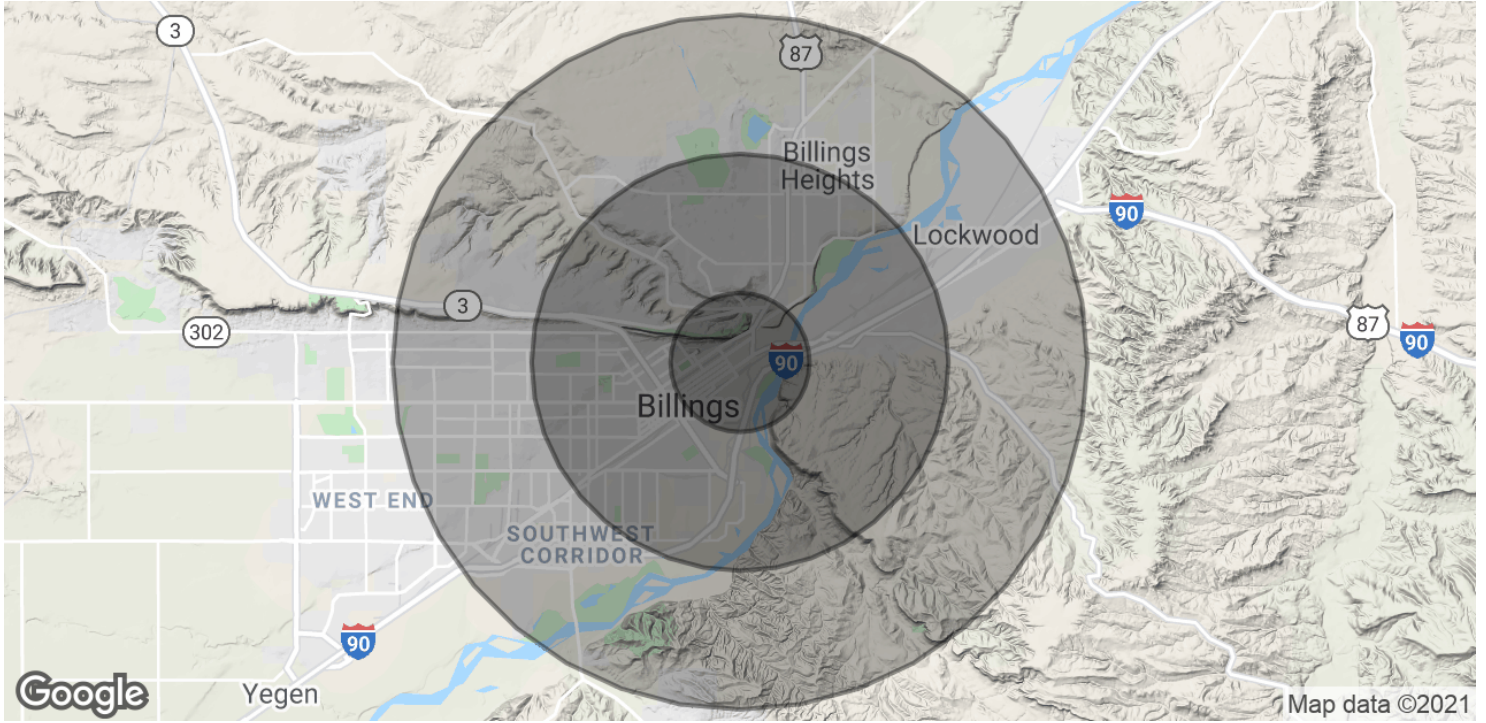 3
87
Billings
Heights
90
Lockwood
3
302
87
90
90
Billings
WEST END
SOUTHWEST
CORRIDOR
90
Yegen
Google
Map data ©2021